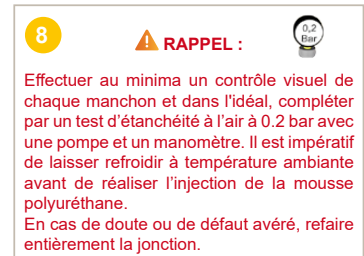 8
RAPPEL :
0,2
Bar
Effectuer au minima un contrôle visuel de
chaque manchon et dans l'idéal, compléter
par un test d'étanchéité à l'air à 0.2 bar avec
une pompe et un manomètre. Il est impératif
de laisser refroidir à température ambiante
avant de réaliser l'injection de la mousse
polyuréthane.
En cas de doute ou de défaut avéré, refaire
entièrement la jonction.